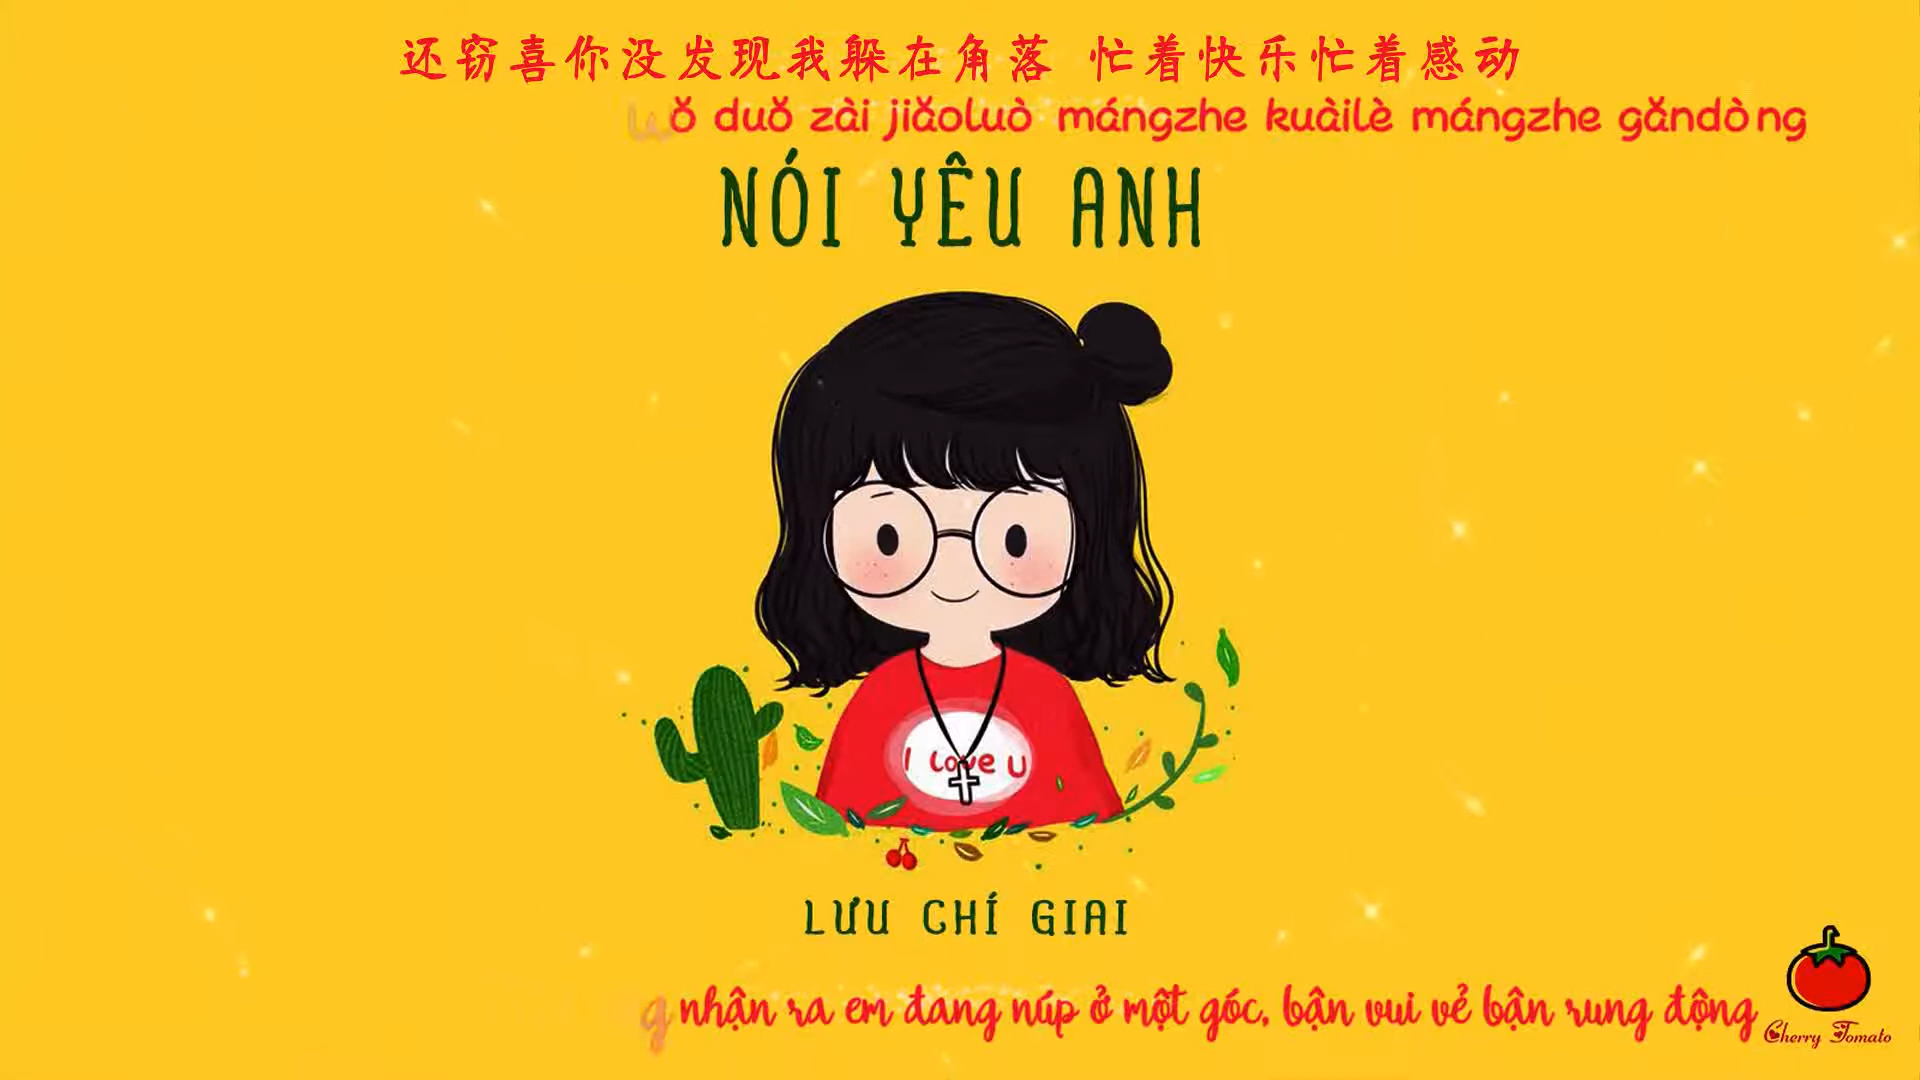 还窃喜你没发现我躲在角落 忙着快乐忙着感动
wǒ duǒ zài jiǎoluò mángzhe kuàilè mángzhe gǎndòng
NÓI YÊU ANH
I Love U
LƯU CHÍ GIAI
g nhận ra em đang núp ở một góc, bận vui vẻ bận rung động
Cherry Tomato